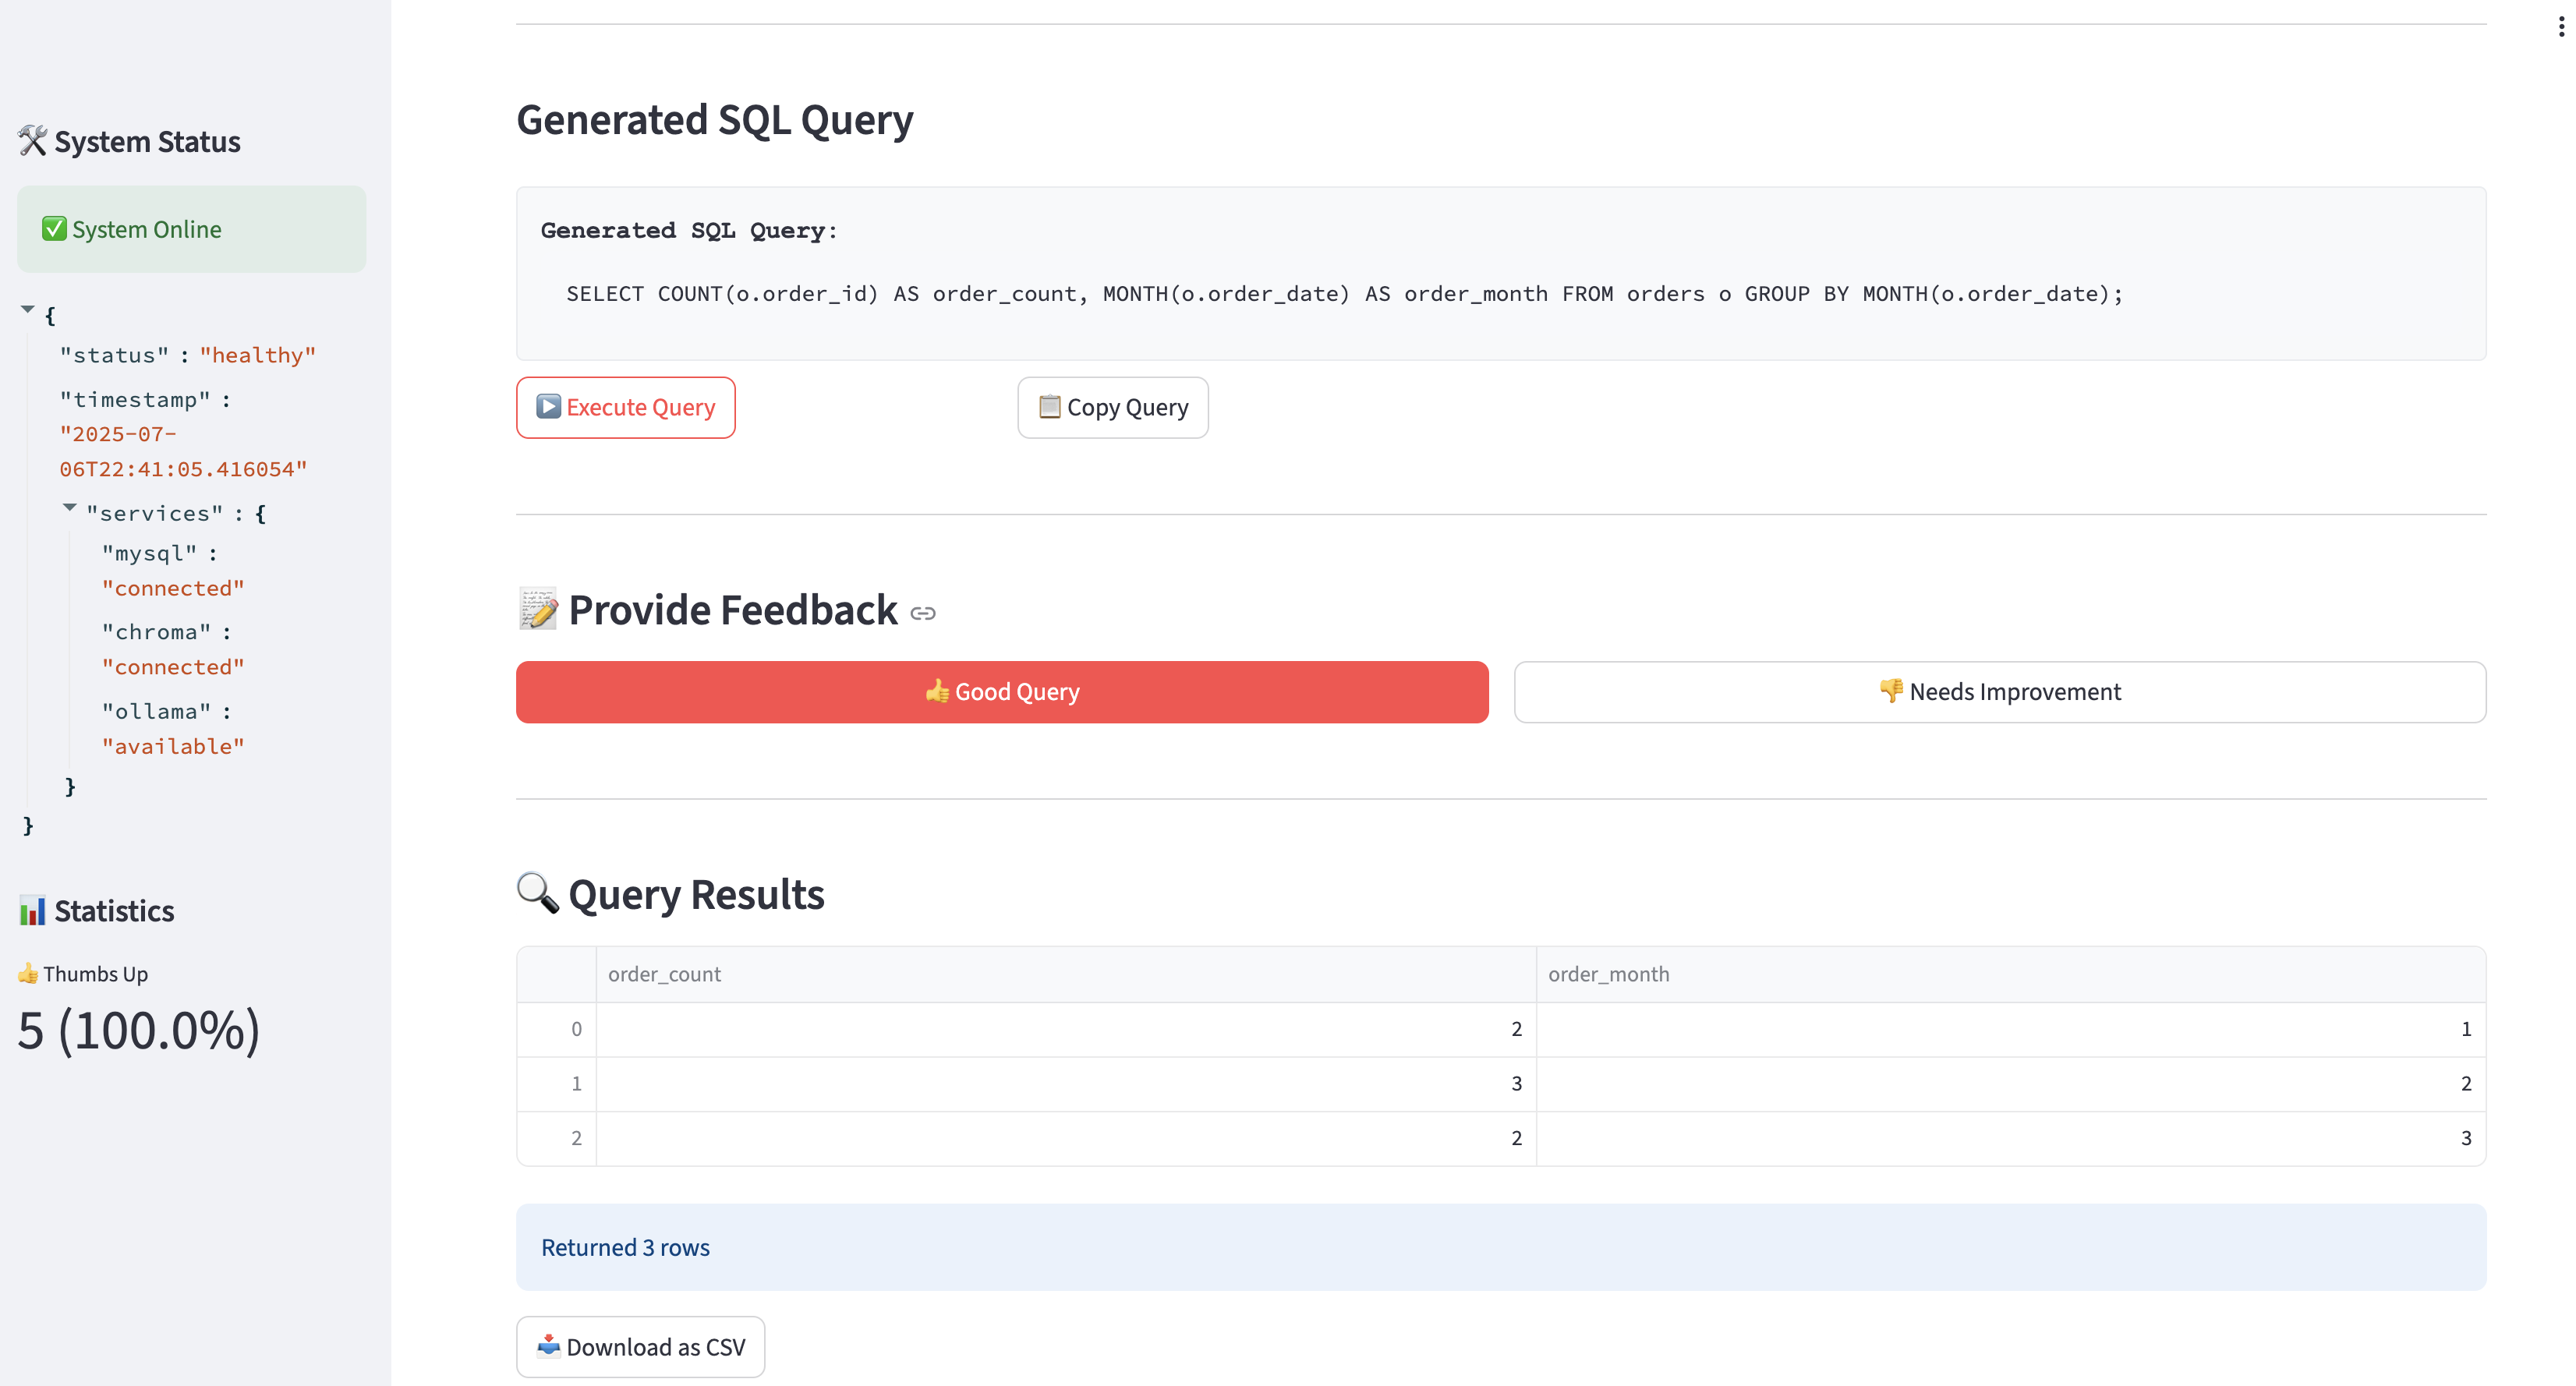 🛠️ System Status
✅ System Online
{
"status" : "healthy"
"timestamp" :
"2025-07-
06T22:41:05.416054"
"services" : {
"mysql" :
"connected"
"chroma" :
"connected"
"ollama" :
"available"
}
}
📊 Statistics
👍 Thumbs Up
5 (100.0%)
Generated SQL Query
Generated SQL Query:
SELECT COUNT(o.order_id) AS order_count, MONTH(o.order_date) AS order_month FROM orders o GROUP BY MONTH(o.order_date);
▶️ Execute Query
📋 Copy Query
📝 Provide Feedback
👍 Good Query
👎 Needs Improvement
🔍 Query Results
order_count order_month
0 2 1
1 3 2
2 2 3
Returned 3 rows
📥 Download as CSV